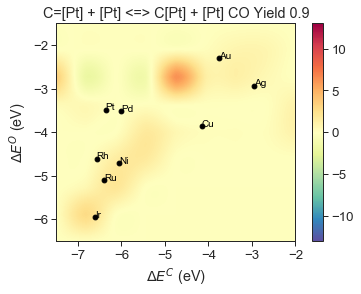 C=[Pt] + [Pt] <=> C[Pt] + [Pt] CO Yield 0.9
−2
−3
−4
−5
−6
ΔE^O (eV)
Au
Ag
Pt
Pd
Cu
Rh
Ni
Ru
Ir
−7
−6
−5
−4
−3
−2
ΔE^C (eV)
10
5
0
−5
−10